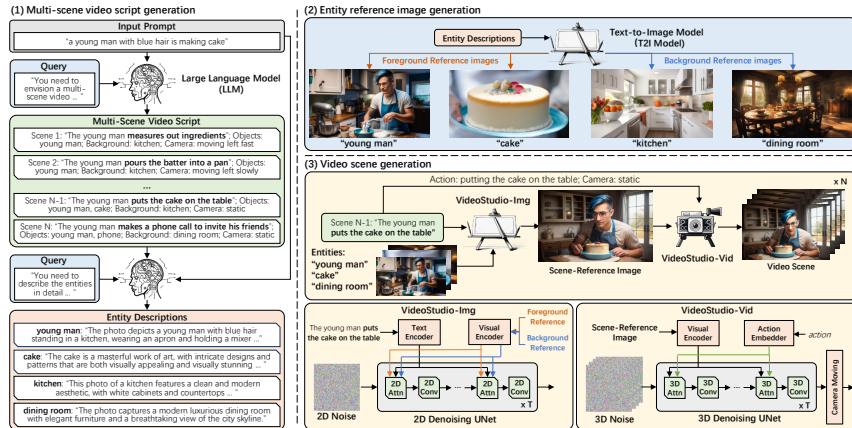 (1) Multi-scene video script generation
Input Prompt
"a young man with blue hair is making cake"
Query
"You need to
envision a multi-
scene video ... "
Large Language Model
(LLM)
Multi-Scene Video Script
Scene 1: "The young man measures out ingredients"; Objects:
young man; Background: kitchen; Camera: moving left fast
Scene 2: "The young man pours the batter into a pan"; Objects:
young man; Background: kitchen; Camera: moving left slowly
...
Scene N-1: "The young man puts the cake on the table"; Objects:
young man, cake; Background: kitchen; Camera: static
Scene N: "The young man makes a phone call to invite his friends";
Objects: young man, phone; Background: dining room; Camera: static
Query
"You need to
describe the entities
in detail ... "
Entity Descriptions
young man: "The photo depicts a young man with blue hair
standing in a kitchen, wearing an apron and holding a mixer ..."
cake: "The cake is a masterful work of art, with intricate designs and
patterns that are both visually appealing and visually stunning ..."
kitchen: "This photo of a kitchen features a clean and modern
aesthetic, with white cabinets and countertops ..."
dining room: "The photo captures a modern luxurious dining room
with elegant furniture and a breathtaking view of the city skyline."
(2) Entity reference image generation
Entity Descriptions
Text-to-Image Model
(T2I Model)
Foreground Reference images
Background Reference images
"young man"
"cake"
"kitchen"
"dining room"
(3) Video scene generation
Action: putting the cake on the table; Camera: static
x N
Scene N-1: "The young man
puts the cake on the table"
VideoStudio-Img
Entities:
"young man"
"cake"
"dining room"
Scene-Reference Image
VideoStudio-Vid
Video Scene
VideoStudio-Img
The young man puts
the cake on the table
Text
Encoder
Visual
Encoder
Foreground
Reference
Background
Reference
2D
Attn
2D
Conv
...
2D
Attn
2D
Conv
x T
2D Noise
2D Denoising UNet
VideoStudio-Vid
Scene-Reference
Image
Visual
Encoder
Action
Embedder
action
3D
Attn
3D
Conv
...
3D
Attn
3D
Conv
x T
3D Noise
3D Denoising UNet
Camera Moving